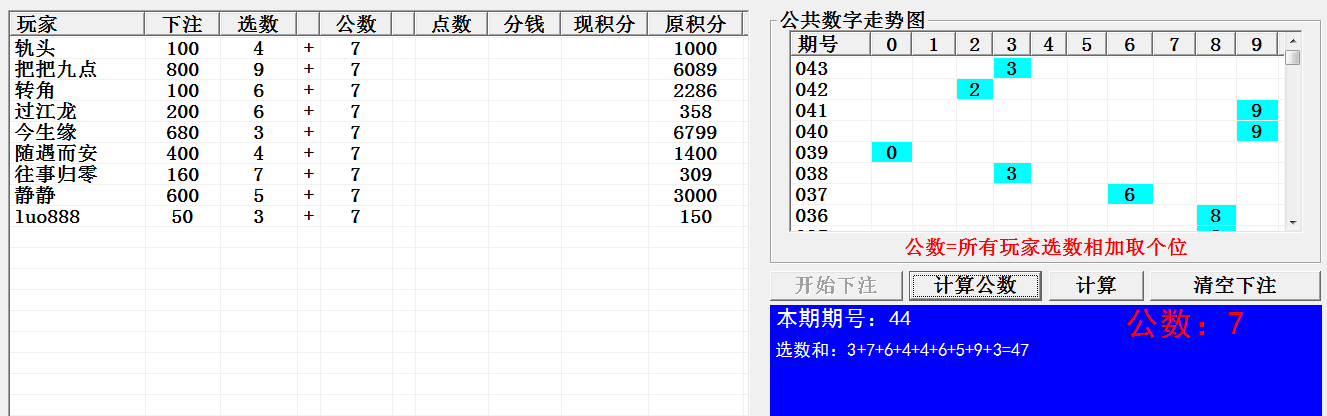 玩家 下注 选数 公数 点数 分钱 现积分 原积分
轨头 100 4 + 7 1000
把把九点 800 9 + 7 6089
转角 100 6 + 7 2286
过江龙 200 6 + 7 358
今生缘 680 3 + 7 6799
随遇而安 400 4 + 7 1400
往事归零 160 7 + 7 309
静静 600 5 + 7 3000
luo888 50 3 + 7 150
公共数字走势图
期号 0 1 2 3 4 5 6 7 8 9
043 3
042 2
041 9
040 9
039 0
038 3
037 6
036 8
公数=所有玩家选数相加取个位
开始下注 计算公数 计算 清空下注
本期期号：44 公数：7
选数和：3+7+6+4+4+6+5+9+3=47